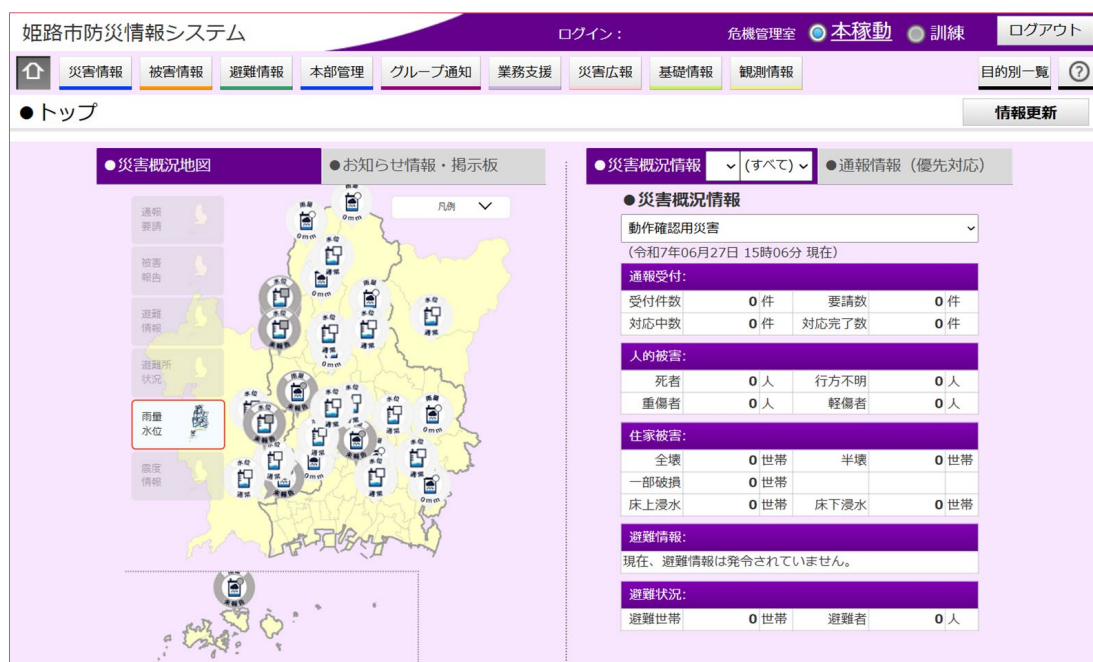 姫路市防災情報システム
ログイン： 危機管理室 本稼動 訓練 ログアウト
災害情報 被害情報 避難情報 本部管理 グループ通知 業務支援 災害広報 基礎情報 観測情報 目的別一覧 ?
●トップ 情報更新
●災害概況地図 ●お知らせ情報・掲示板
凡例
通報
要請
被害
報告
避難
情報
避難所
状況
雨量
水位
震度
情報
●災害概況情報 (すべて) ●通報情報（優先対応）
●災害概況情報
動作確認用災害
（令和7年06月27日 15時06分 現在）
通報受付:
受付件数 0 件 要請数 0 件
対応中数 0 件 対応完了数 0 件
人的被害:
死者 0 人 行方不明 0 人
重傷者 0 人 軽傷者 0 人
住家被害:
全壊 0 世帯 半壊 0 世帯
一部破損 0 世帯
床上浸水 0 世帯 床下浸水 0 世帯
避難情報:
現在、避難情報は発令されていません。
避難状況:
避難世帯 0 世帯 避難者 0 人